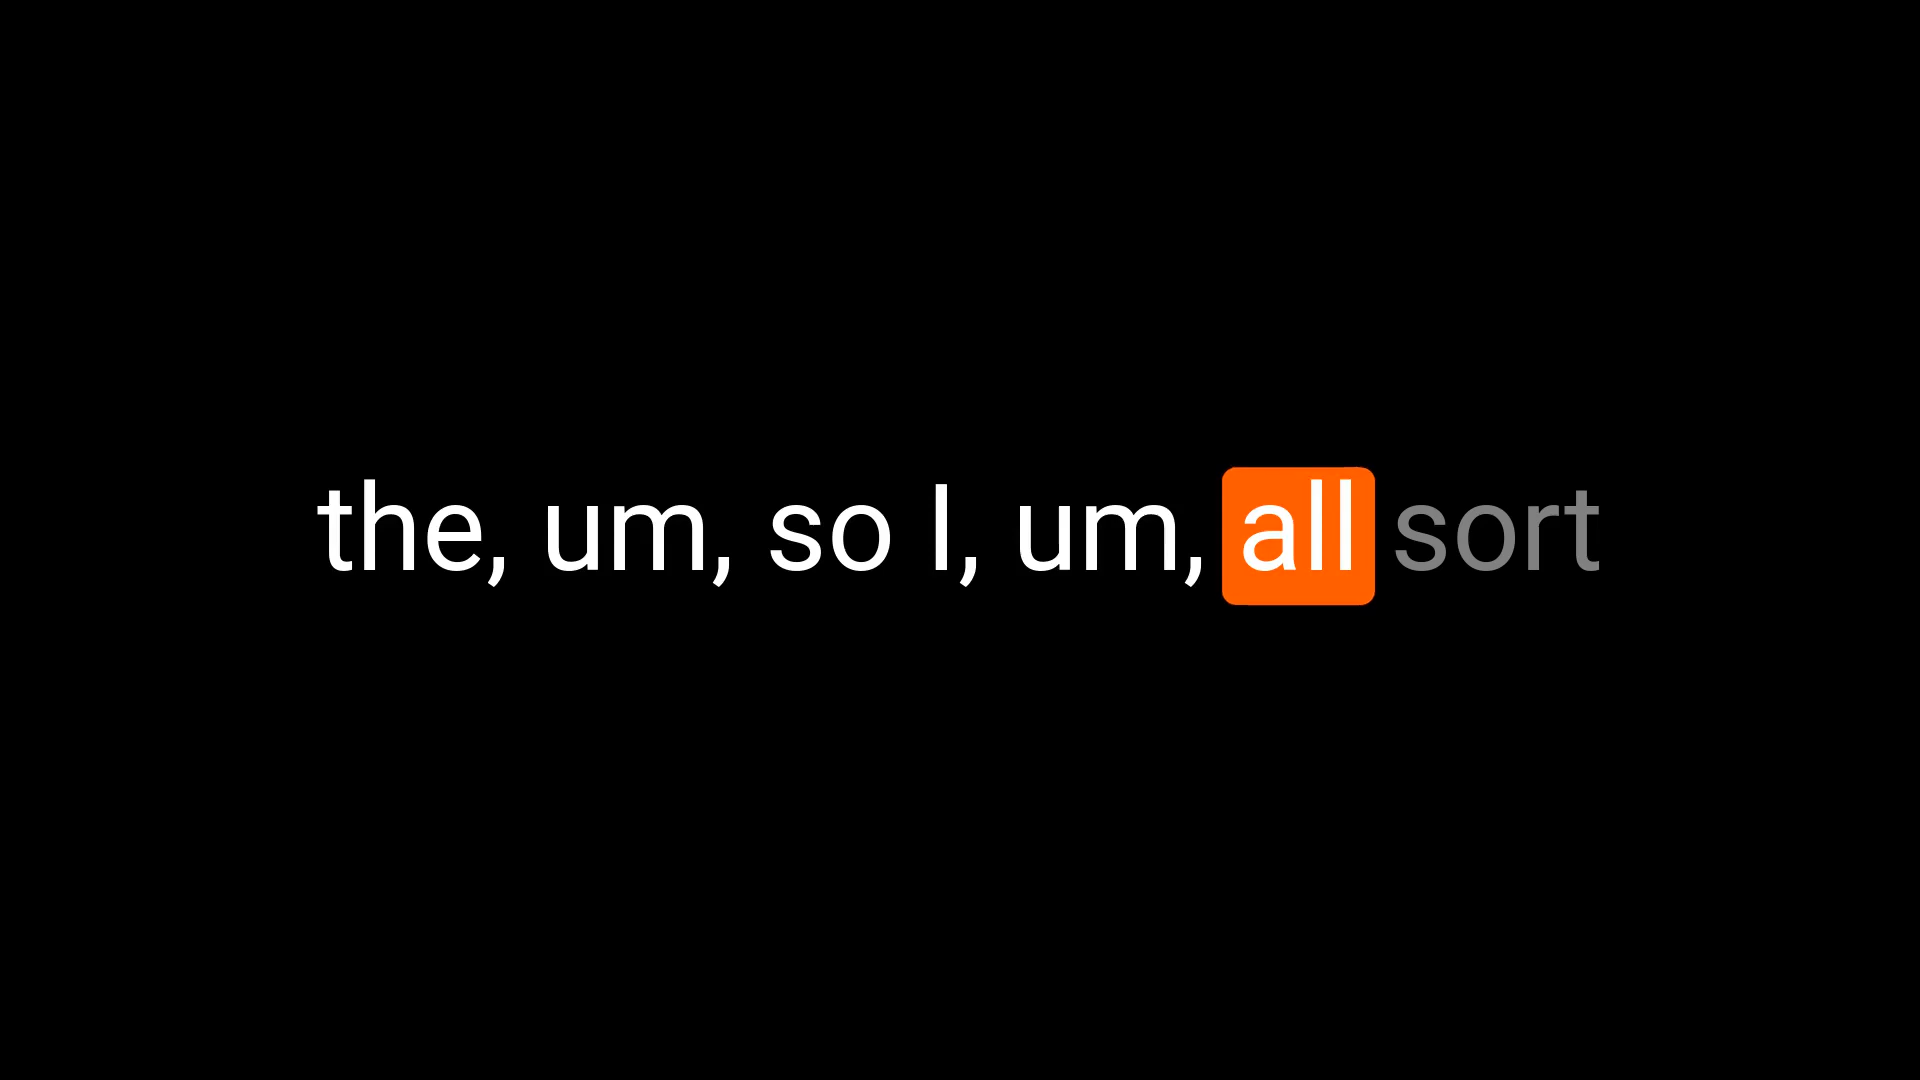 the, um, so I, um, all sort